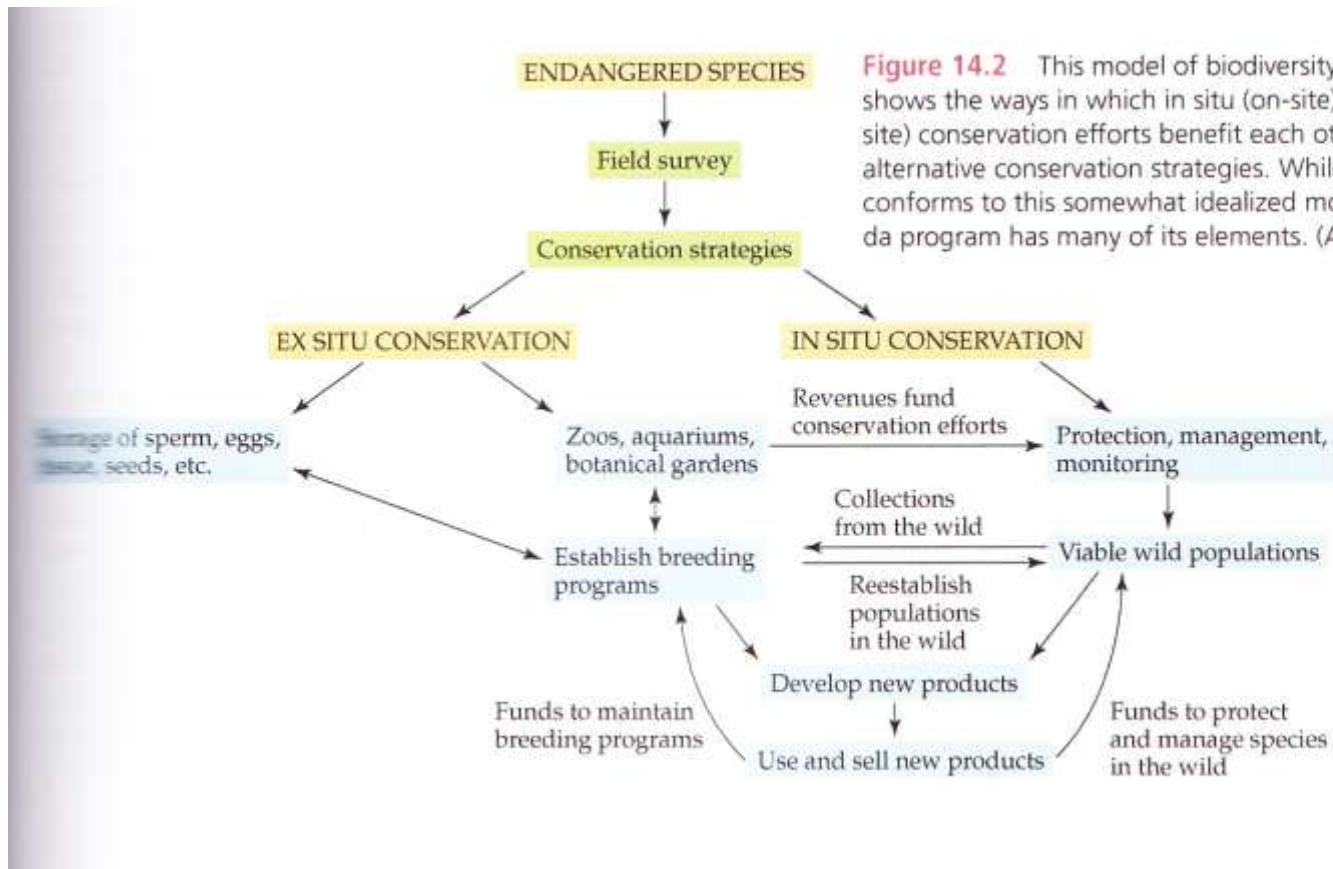 ENDANGERED SPECIES
Field survey
Conservation strategies
Figure 14.2 This model of biodiversity
shows the ways in which in situ (on-site)
site) conservation efforts benefit each ot
alternative conservation strategies. Whil
conforms to this somewhat idealized mo
da program has many of its elements. (A
EX SITU CONSERVATION
IN SITU CONSERVATION
of sperm, eggs,
seeds, etc.
Zoos, aquariums,
botanical gardens
Revenues fund
conservation efforts
Protection, management,
monitoring
Collections
from the wild
Establish breeding
programs
Viable wild populations
Reestablish
populations
in the wild
Develop new products
Funds to maintain
breeding programs
Use and sell new products
Funds to protect
and manage species
in the wild